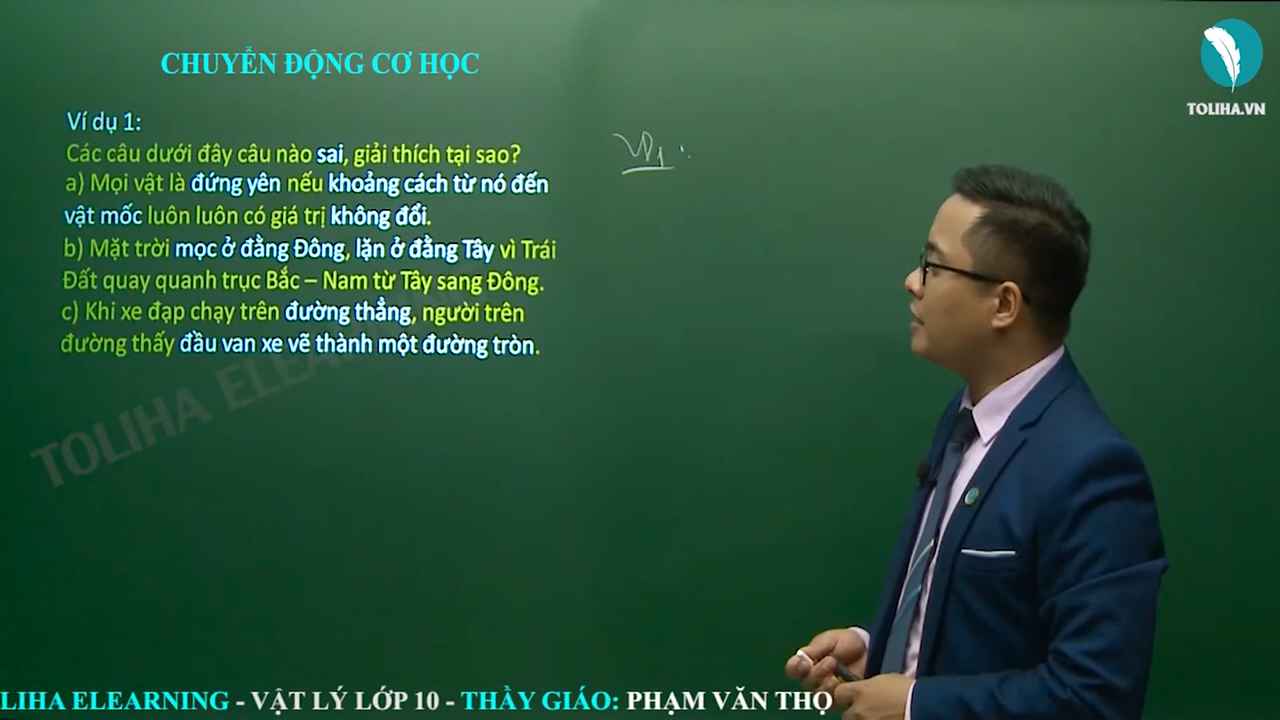 CHUYỂN ĐỘNG CƠ HỌC
TOLIHA.VN
Ví dụ 1:
Các câu dưới đây câu nào sai, giải thích tại sao?
a) Mọi vật là đứng yên nếu khoảng cách từ nó đến
vật mốc luôn luôn có giá trị không đổi.
b) Mặt trời mọc ở đằng Đông, lặn ở đằng Tây vì Trái
Đất quay quanh trục Bắc – Nam từ Tây sang Đông.
c) Khi xe đạp chạy trên đường thẳng, người trên
đường thấy đầu van xe vẽ thành một đường tròn.
TOLIHA ELEARNING
LIHA ELEARNING - VẬT LÝ LỚP 10 - THẦY GIÁO: PHẠM VĂN THỌ